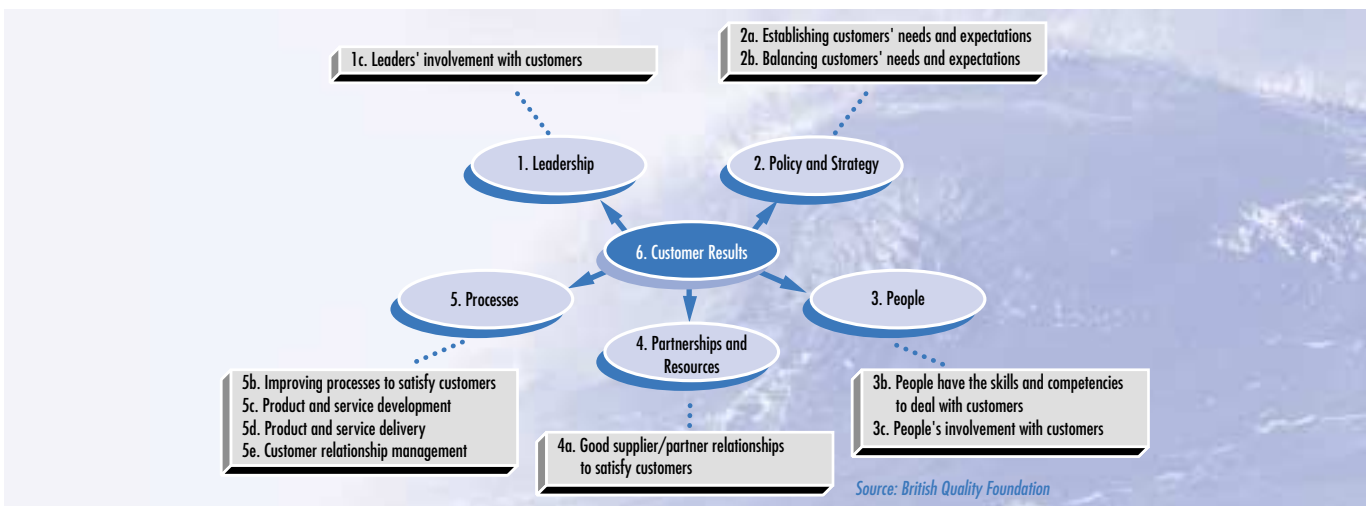 1c. Leaders' involvement with customers
2a. Establishing customers' needs and expectations
2b. Balancing customers' needs and expectations
1. Leadership
2. Policy and Strategy
6. Customer Results
5. Processes
3. People
4. Partnerships and
Resources
5b. Improving processes to satisfy customers
5c. Product and service development
5d. Product and service delivery
5e. Customer relationship management
4a. Good supplier/partner relationships
to satisfy customers
3b. People have the skills and competencies
to deal with customers
3c. People's involvement with customers
Source: British Quality Foundation